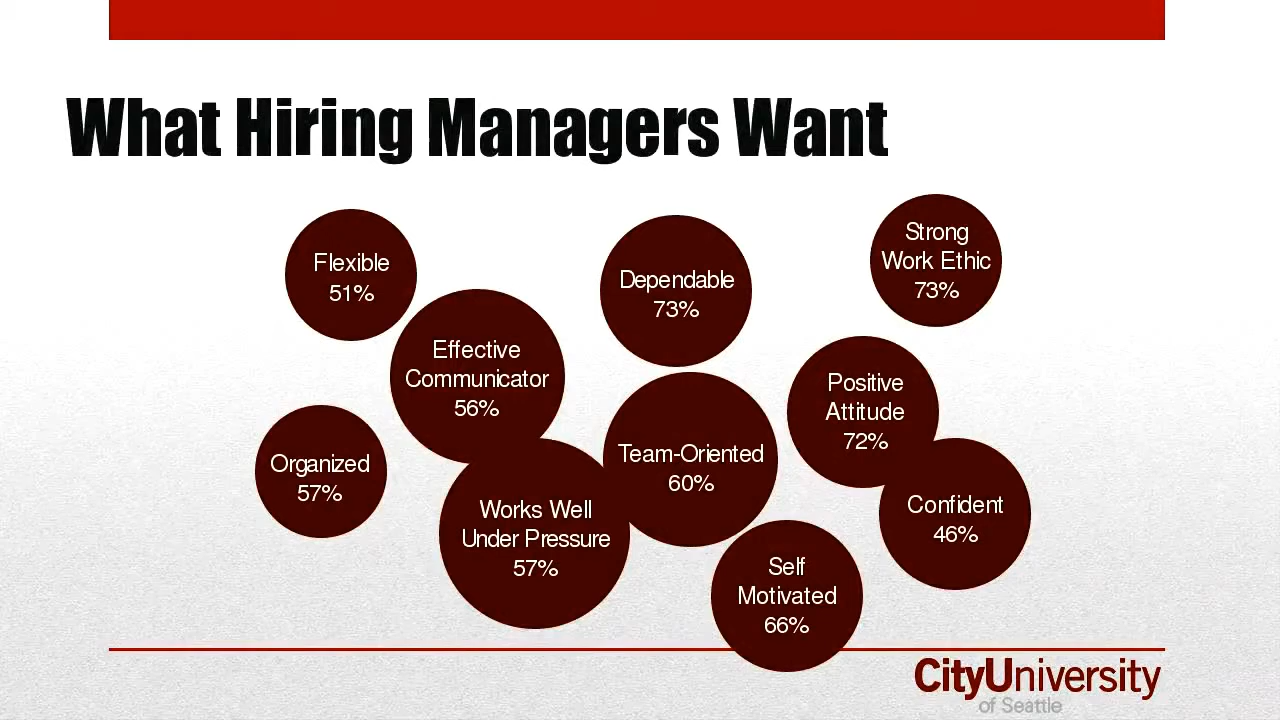 What Hiring Managers Want
Flexible
51%
Effective
Communicator
56%
Dependable
73%
Strong
Work Ethic
73%
Positive
Attitude
72%
Organized
57%
Works Well
Under Pressure
57%
Team-Oriented
60%
Confident
46%
Self
Motivated
66%
CityUniversity
of Seattle